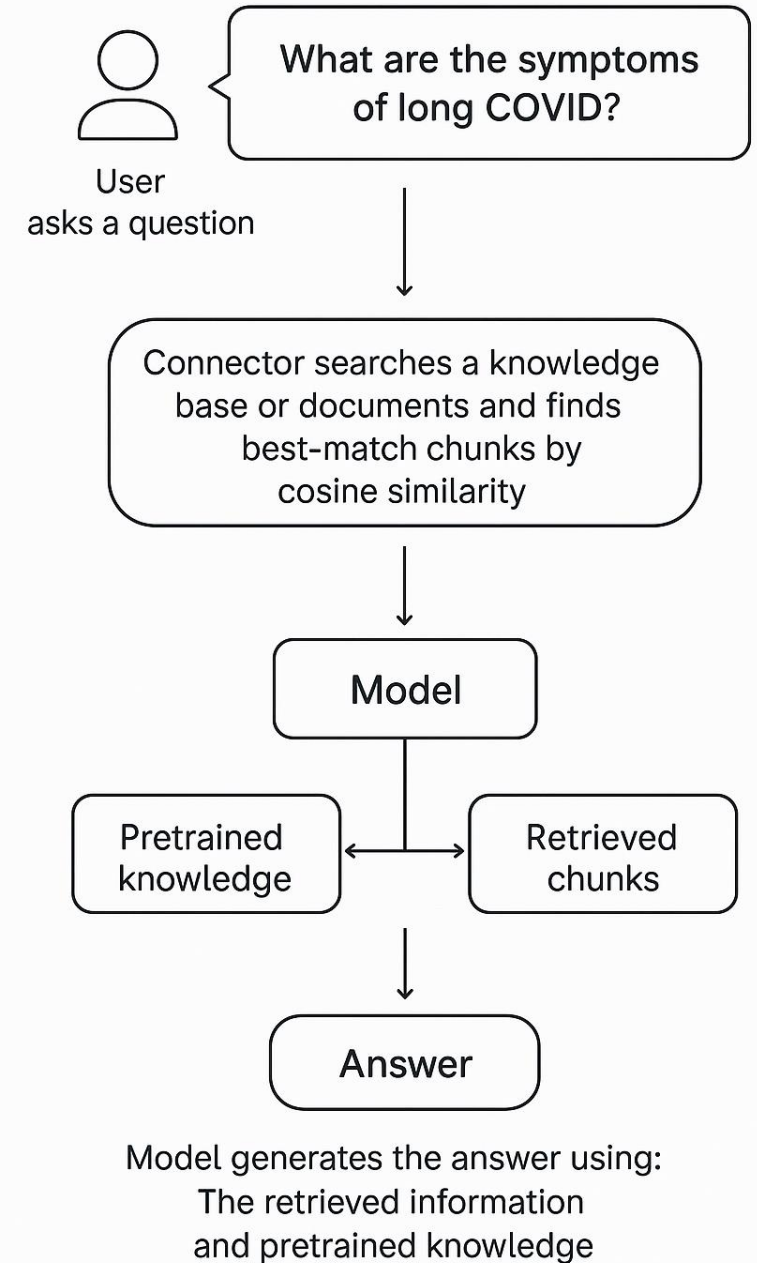 What are the symptoms
of long COVID?
User
asks a question
Connector searches a knowledge
base or documents and finds
best-match chunks by
cosine similarity
Model
Pretrained
knowledge
Retrieved
chunks
Answer
Model generates the answer using:
The retrieved information
and pretrained knowledge